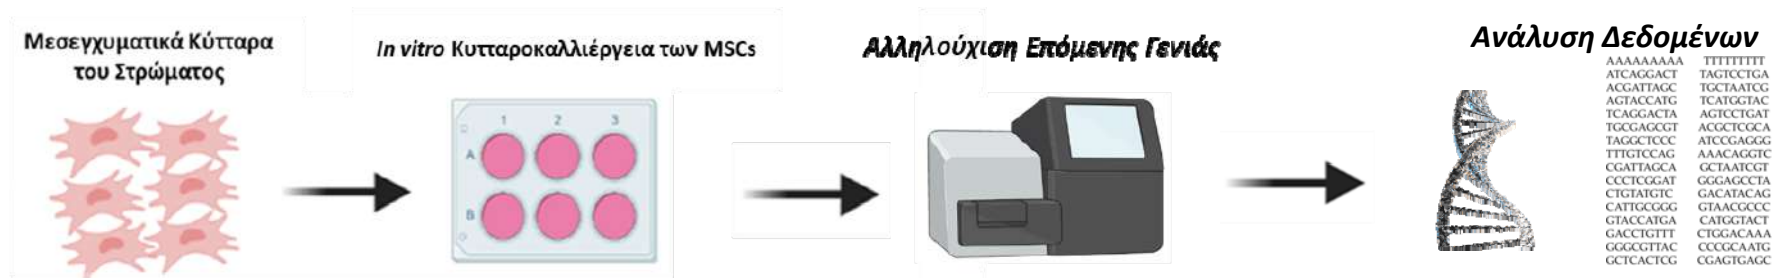 Μεσεγχυματικά Κύτταρα
του Στρώματος
In vitro Κυτταροκαλλιέργεια των MSCs
Αλληλούχιση Επόμενης Γενιάς
Ανάλυση Δεδομένων
1 2 3
A
B
AAAAAAAAA TTTTTTTTT
ATCAGGACT TAGTCCTGA
ACGATTAGC TGCTAATCG
AGTACCATG TCATGGTAC
TCAGGACTA AGTCCTGAT
TGCGAGCGT ACGCTCGCA
TAGGCTCCC ATCCGAGGG
TTTGTCCAG AAACAGGTC
CGATTAGCA GCTAATCGT
CCCTCGGAT GGGAGCCTA
CTGTATGTC GACATACAG
CATTGCGGG GTAACGCCC
GTACCATGA CATGGTACT
GACCTGTTT CTGGACAAA
GGGCGTTAC CCCGCAATG
GCTCACTCG CGAGTGAGC